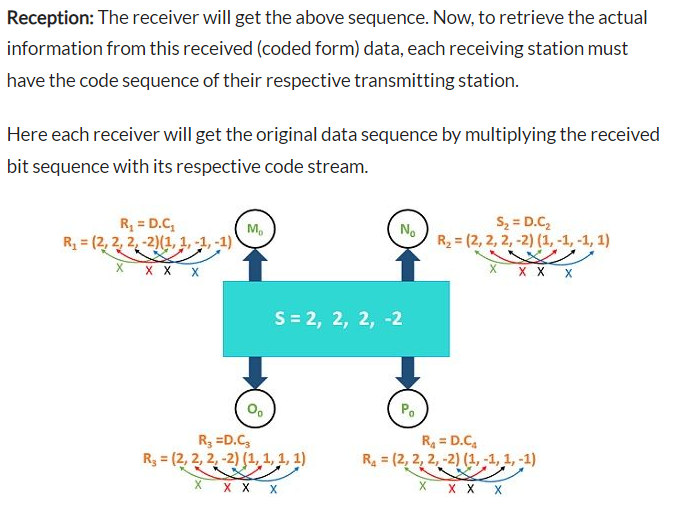 Reception: The receiver will get the above sequence. Now, to retrieve the actual
information from this received (coded form) data, each receiving station must
have the code sequence of their respective transmitting station.
Here each receiver will get the original data sequence by multiplying the received
bit sequence with its respective code stream.
R₁ = D.C₁
R₁ = (2, 2, 2, -2)(1, 1, -1, -1)
X X X X
M₀
N₀
S₂ = D.C₂
R₂ = (2, 2, 2, -2) (1, -1, -1, 1)
X X X X
S = 2, 2, 2, -2
O₀
P₀
R₃ =D.C₃
R₃ = (2, 2, 2, -2) (1, 1, 1, 1)
X X X X
R₄ = D.C₄
R₄ = (2, 2, 2, -2) (1, -1, 1, -1)
X X X X